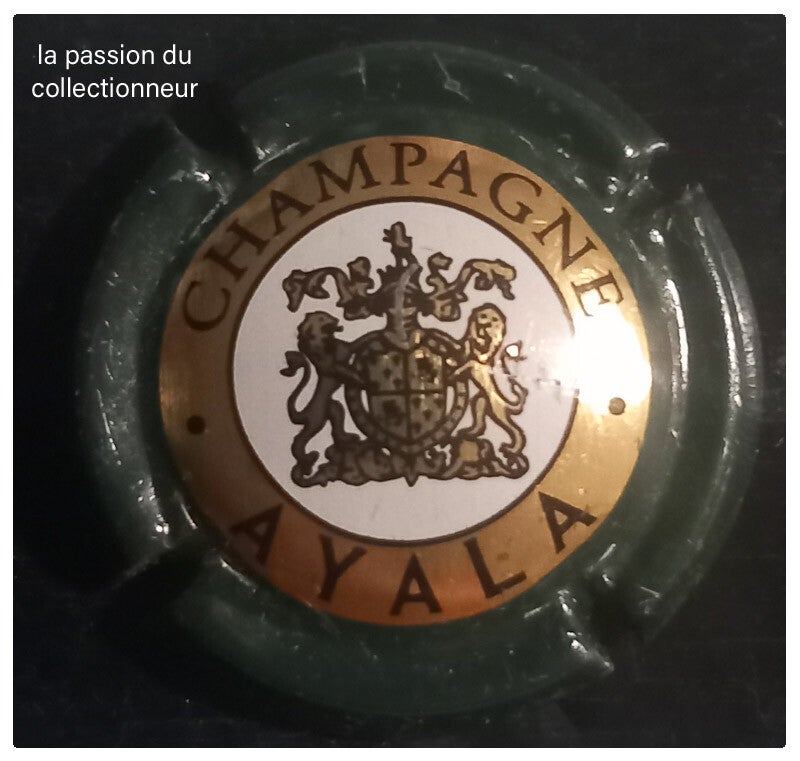 la passion du
collectionneur
CHAMPAGNE
AYALA